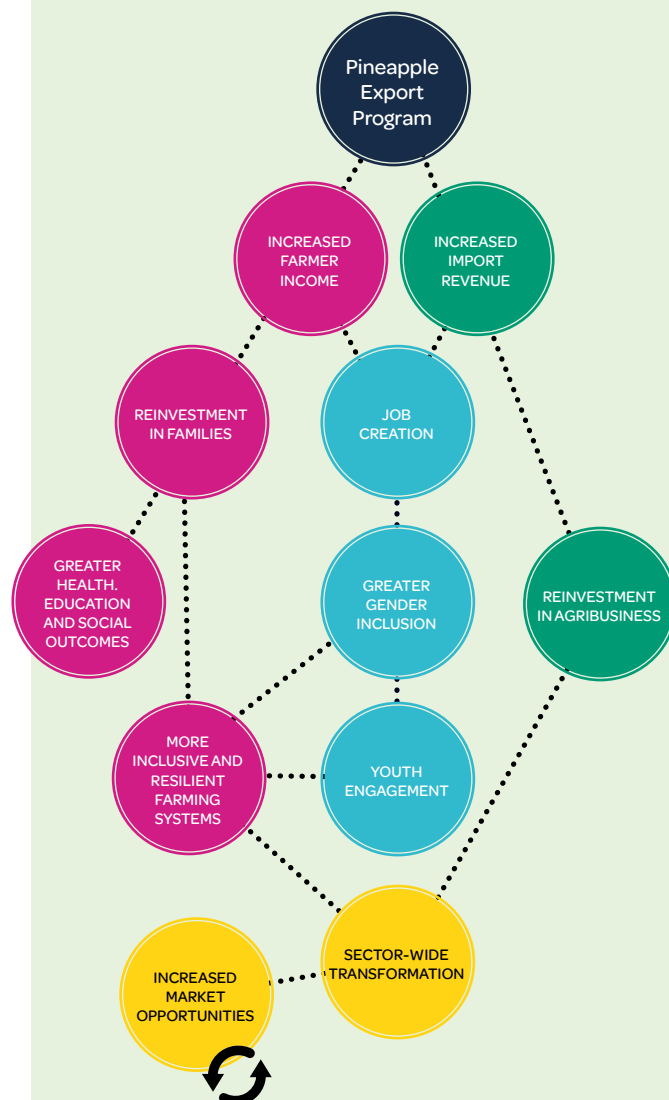 Pineapple
Export
Program
INCREASED
FARMER
INCOME
INCREASED
IMPORT
REVENUE
REINVESTMENT
IN FAMILIES
JOB
CREATION
GREATER
HEALTH,
EDUCATION
AND SOCIAL
OUTCOMES
GREATER
GENDER
INCLUSION
REINVESTMENT
IN AGRIBUSINESS
MORE
INCLUSIVE AND
RESILIENT
FARMING
SYSTEMS
YOUTH
ENGAGEMENT
SECTOR-WIDE
TRANSFORMATION
INCREASED
MARKET
OPPORTUNITIES